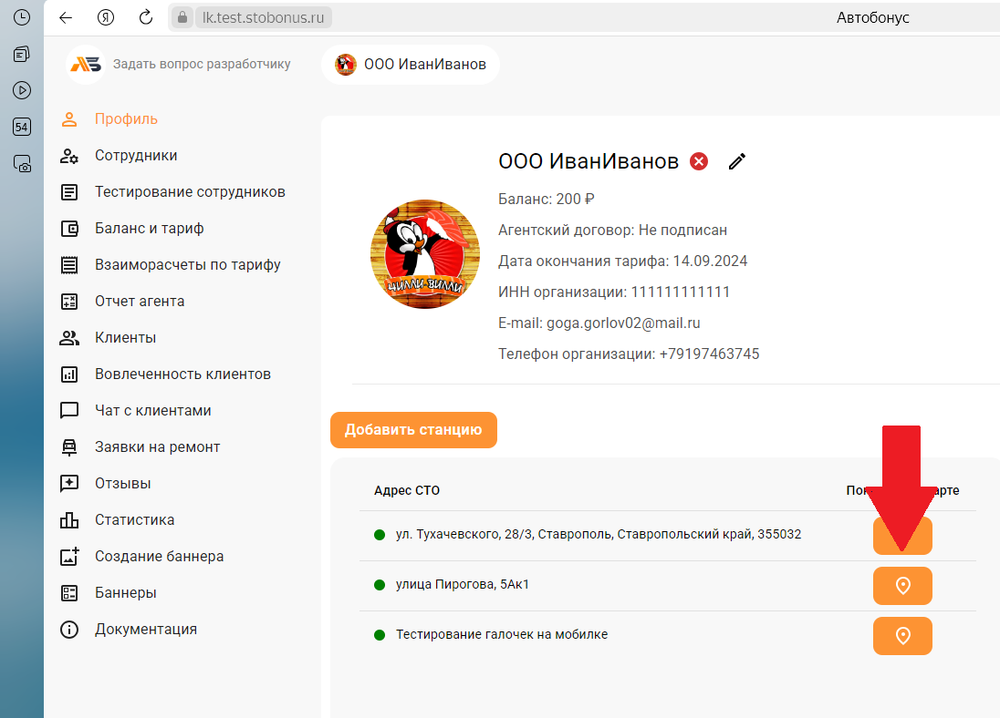 lk.test.stobonus.ru
Автобонус
54
Задать вопрос разработчику
ООО ИванИванов
Профиль
Сотрудники
Тестирование сотрудников
Баланс и тариф
Взаиморасчеты по тарифу
Отчет агента
Клиенты
Вовлеченность клиентов
Чат с клиентами
Заявки на ремонт
Отзывы
Статистика
Создание баннера
Баннеры
Документация
ООО ИванИванов
Баланс: 200 ₽
Агентский договор: Не подписан
Дата окончания тарифа: 14.09.2024
ИНН организации: 111111111111
E-mail: goga.gorlov02@mail.ru
Телефон организации: +79197463745
ЧИЛЛИ ВИЛЛИ
Добавить станцию
Адрес СТО
ул. Тухачевского, 28/3, Ставрополь, Ставропольский край, 355032
улица Пирогова, 5Ак1
Тестирование галочек на мобилке